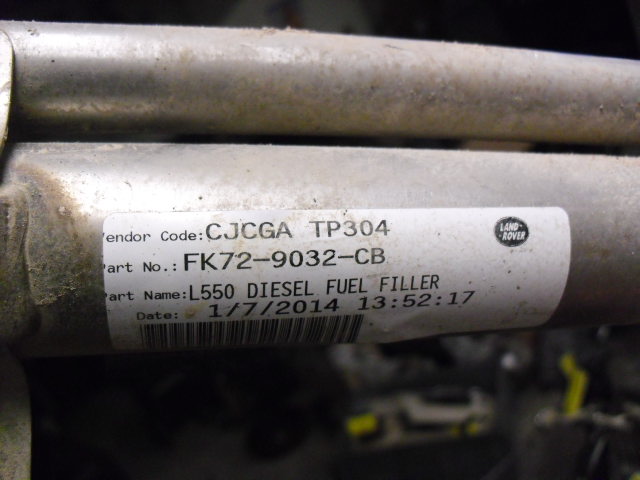 Vendor Code:CJCGA TP304
LAND-
ROVER
Part No.:FK72-9032-CB
Part Name:L550 DIESEL FUEL FILLER
Date: 1/7/2014 13:52:17